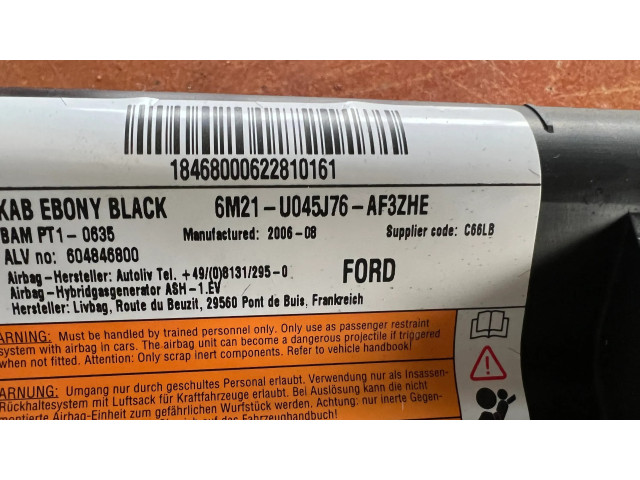 18468000622810161
KAB EBONY BLACK 6M21-U045J76-AF3ZHE
BAM PT1-0635 Manufactured: 2006-08 Supplier code: C66LB
ALV no: 604846800
Airbag-Hersteller: Autoliv Tel. +49/(0)8131/295-0 FORD
Airbag-Hybridgasgenerator ASH-1.EV
Hersteller: Livbag, Route du Beuzit, 29560 Pont de Buis, Frankreich
WARNING: Must be handled by trained personnel only. Only use as passenger restraint
system with airbag in cars. The airbag unit can become a dangerous projectile if triggered
when not fitted. Attention: Only scrap inert components. Refer to vehicle handbook!
WARNUNG: Umgang nur durch geschultes Personal erlaubt. Verwendung nur als Insassen-
Rückhaltesystem mit Luftsack für Kraftfahrzeuge erlaubt. Bei Auslösung kann die nicht
montierte Airbag-Einheit zum gefährlichen Wurfstück werden. Nur inerte Gegen-